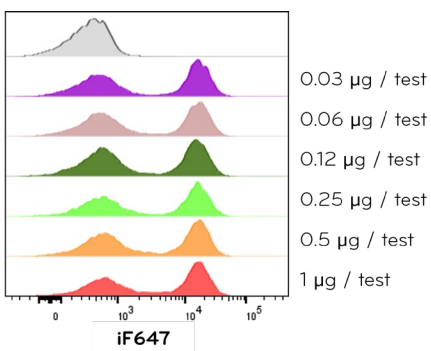 0.03 µg / test
0.06 µg / test
0.12 µg / test
0.25 µg / test
0.5 µg / test
1 µg / test
0 10³ 10⁴ 10⁵
iF647